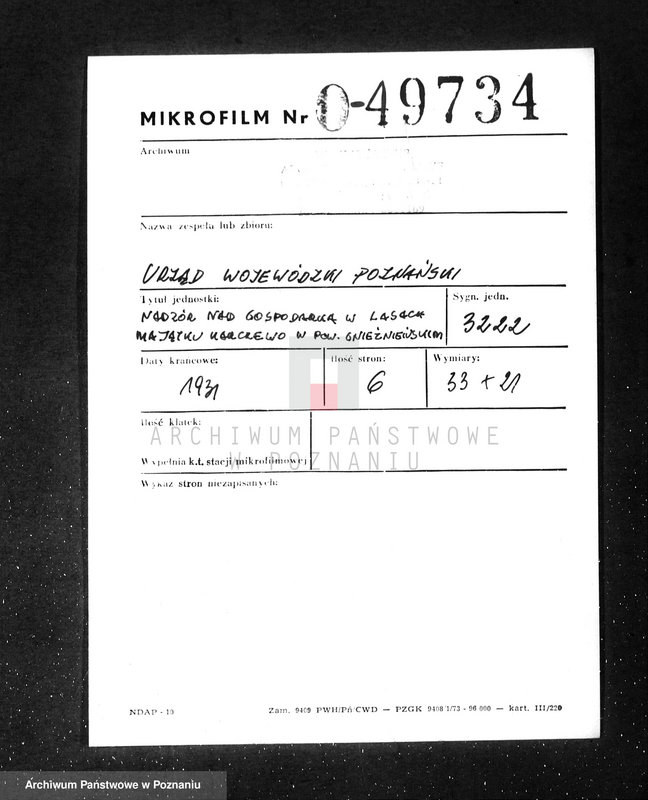 MIKROFILM Nr O-49734
Archiwum
Nazwa zespołu lub zbioru:
URZĄD WOJEWÓDZKI POZNAŃSKI
Tytuł jednostki:
Sygn. jedn.
NADZÓR NAD GOSPODARKĄ W LASACH
MAJĄTKU KARCZEWO W POW. GNIEŹNIEŃSKIM
3222
Daty krańcowe:
Ilość stron:
Wymiary:
1931
6
33 x 21
Ilość klatek:
ARCHIWUM PAŃSTWOWE
W POZNANIU
Wypełnia k.t. stacji mikrofilmowej
Wykaz stron niezapisanych:
NDAP - 10
Zam. 9409 PWH/Pń/CWD — PZGK 9408 1/73 - 96 000 — kart. III/220
Archiwum Państwowe w Poznaniu